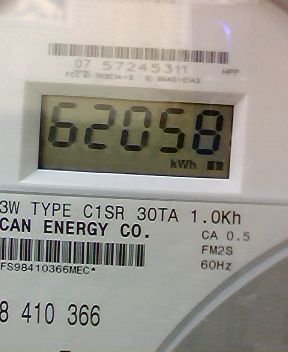 07 57245311
62058
kWh
3W TYPE C1SR 30TA 1.0Kh
CAN ENERGY CO.
CA 0.5
FM2S
60Hz
FS98410366MEC*
8 410 366